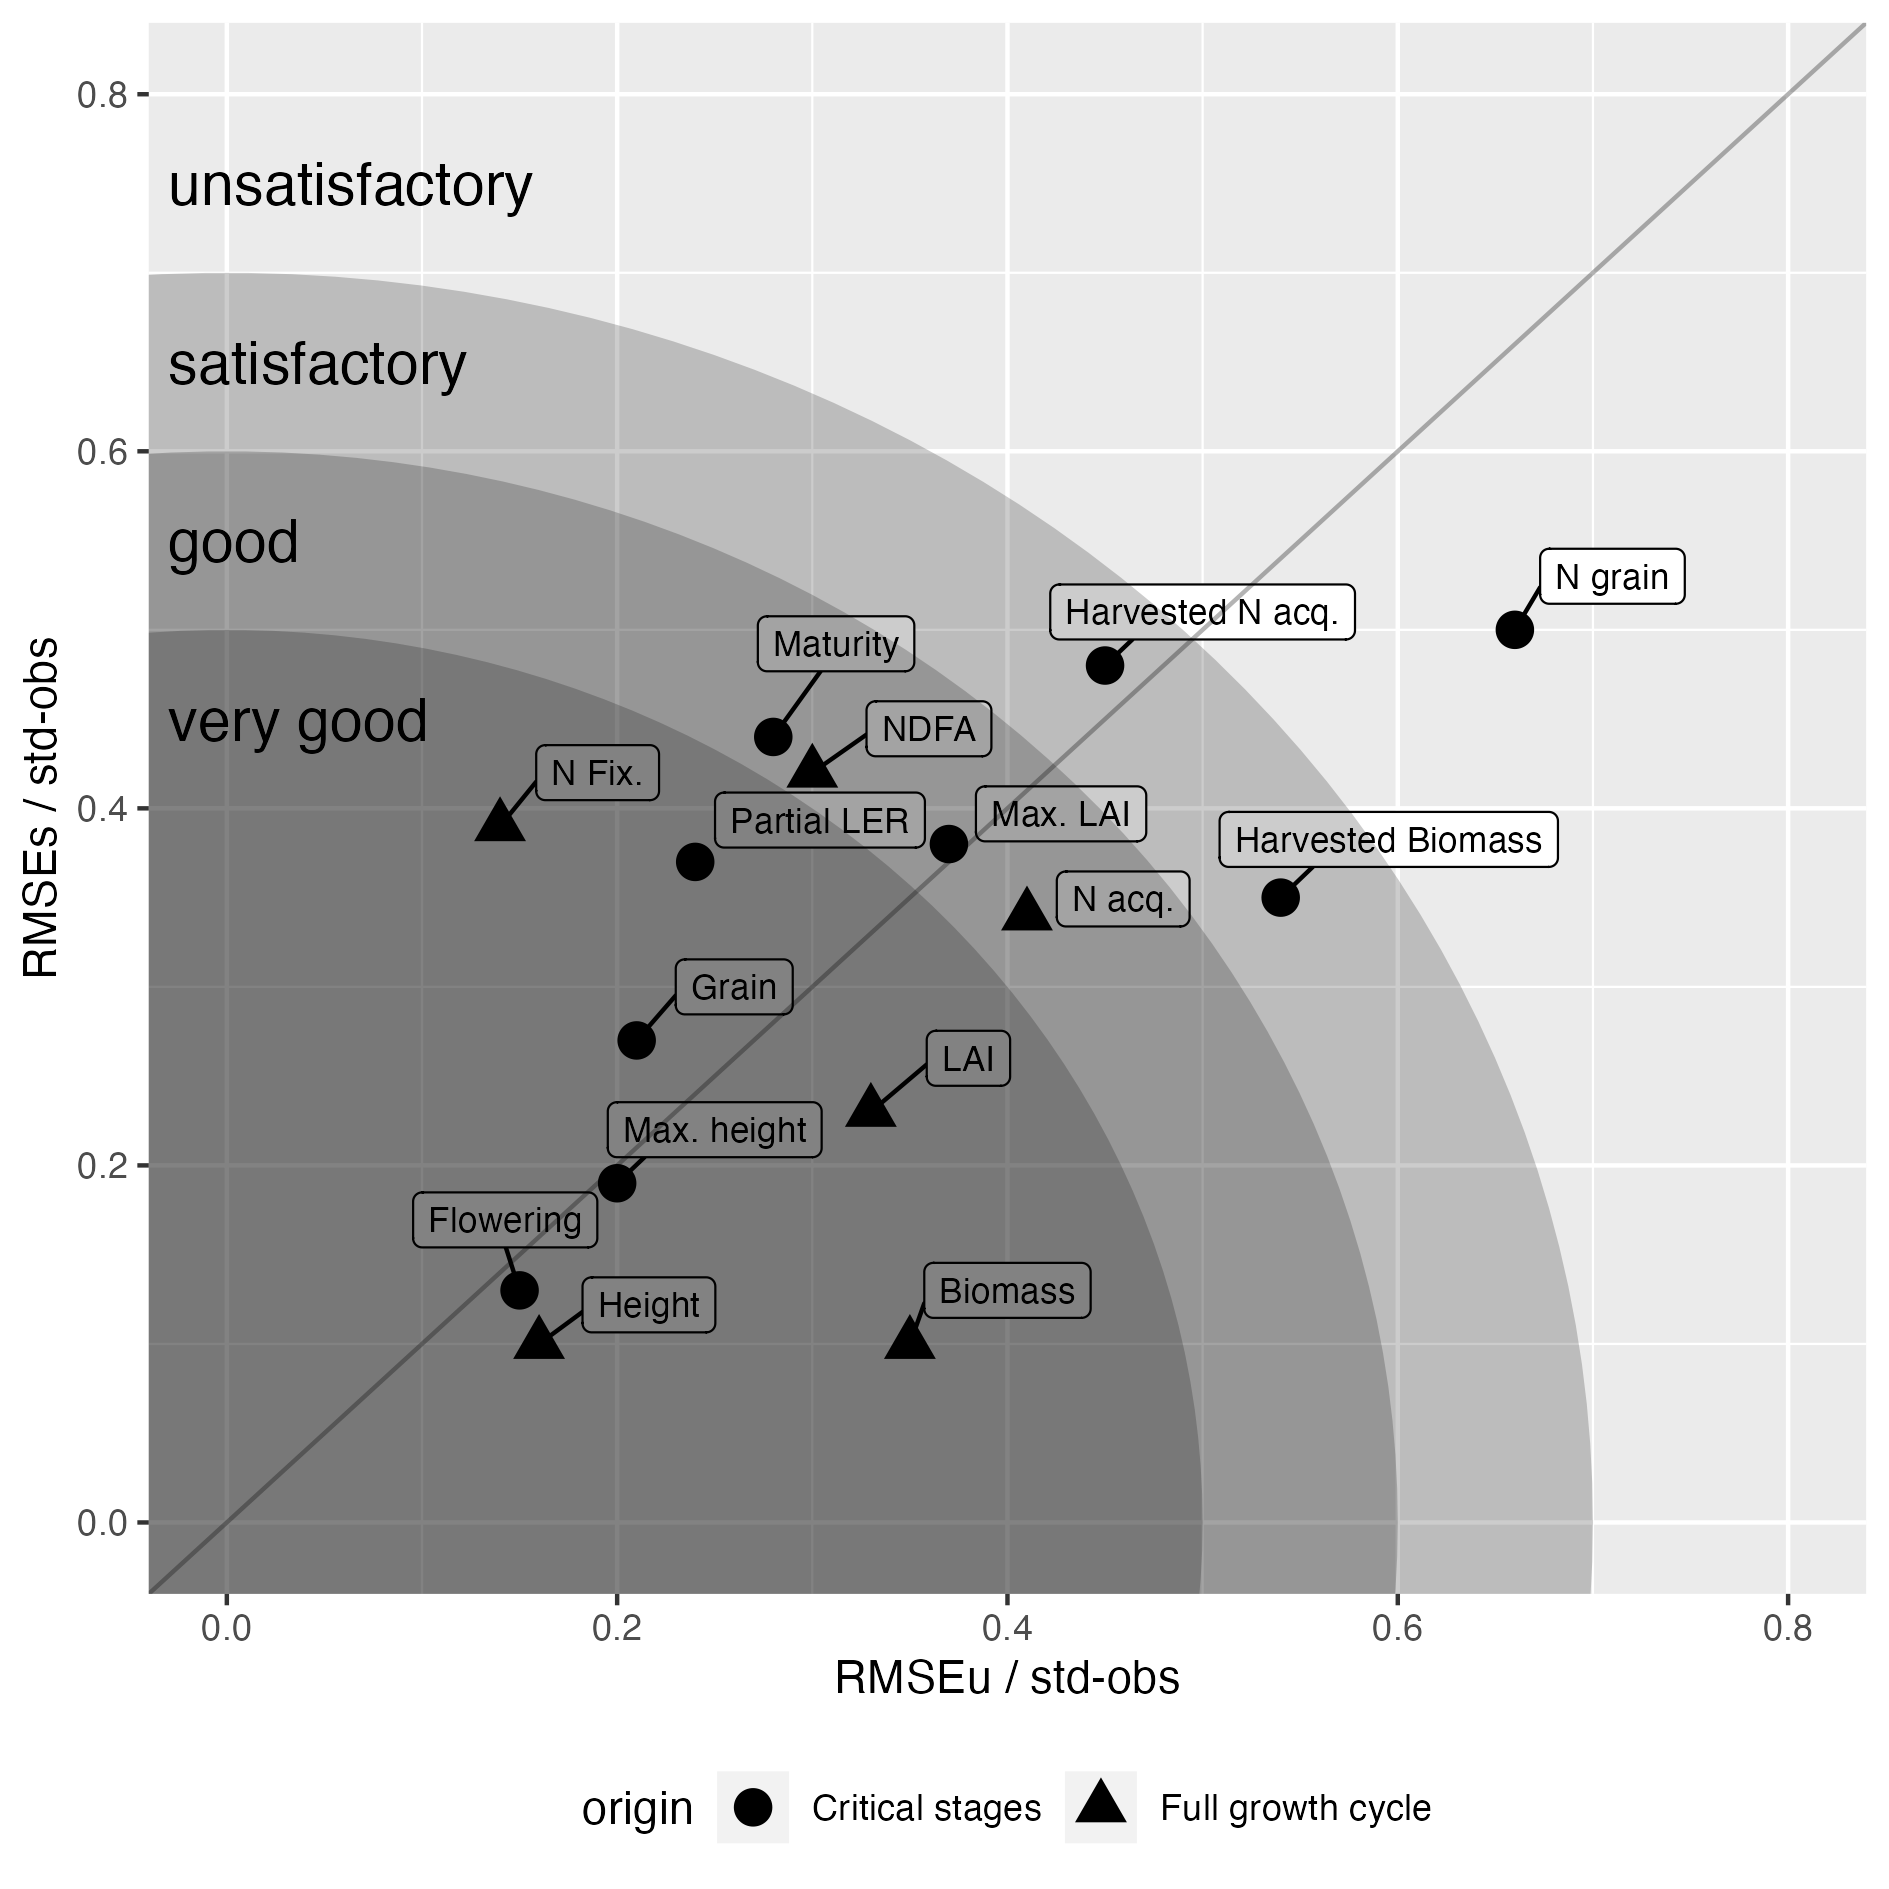 0.8
unsatisfactory
satisfactory
0.6
good
N grain
Harvested N acq.
Maturity
very good
NDFA
N Fix.
0.4
Partial LER
Max. LAI
Harvested Biomass
N acq.
RMSEs / std-obs
Grain
LAI
Max. height
0.2
Flowering
Biomass
Height
0.0
0.0 0.2 0.4 0.6 0.8
RMSEu / std-obs
origin Critical stages Full growth cycle